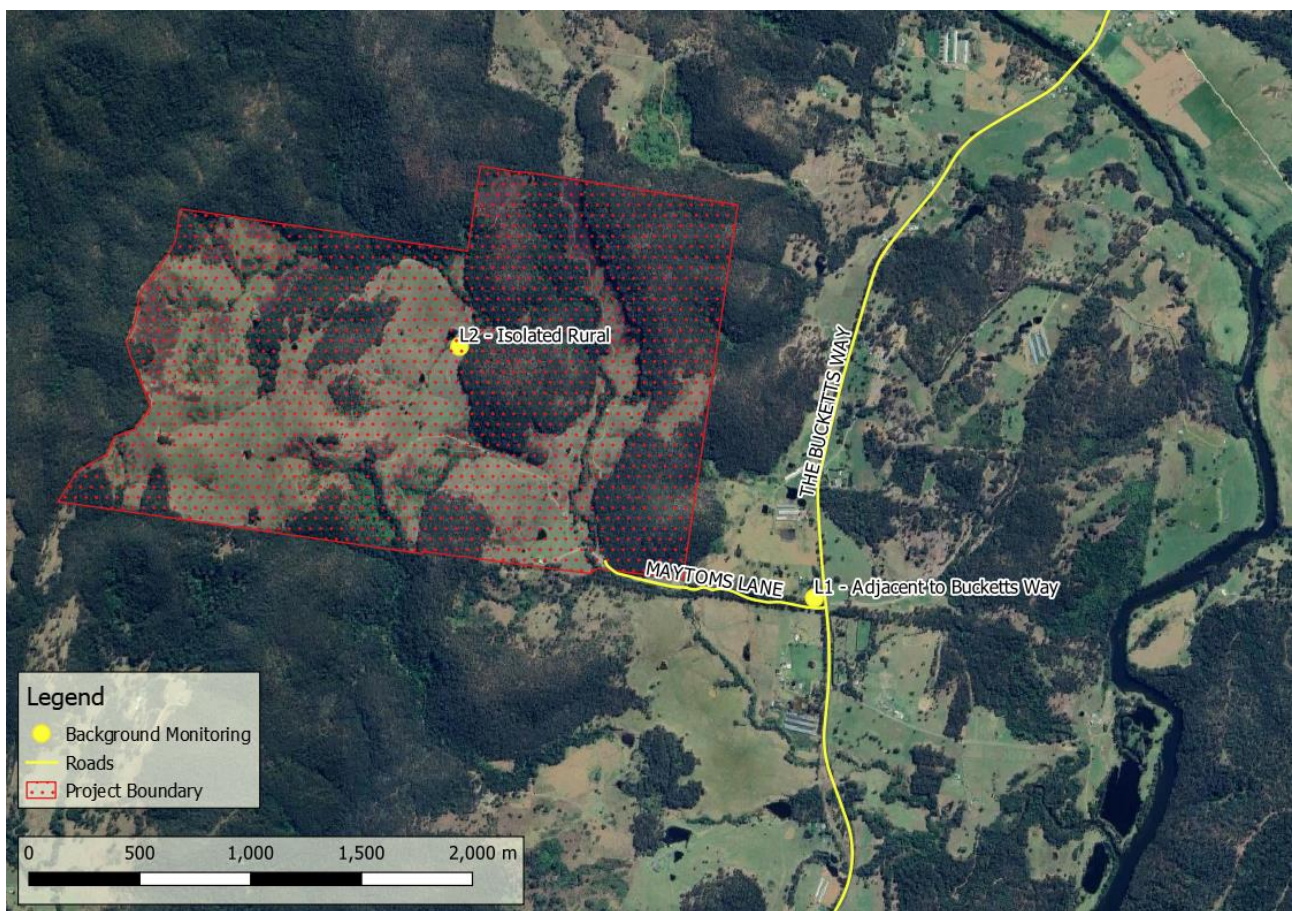 L2 - Isolated Rural
THE BUCKETTS WAY
MAYTOMS LANE
L1 - Adjacent to Bucketts Way
Legend
Background Monitoring
Roads
Project Boundary
0 500 1,000 1,500 2,000 m